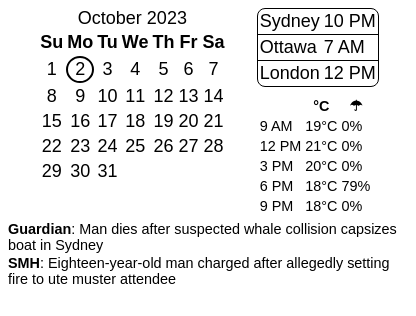 October 2023
Su Mo Tu We Th Fr Sa
1 2 3 4 5 6 7
8 9 10 11 12 13 14
15 16 17 18 19 20 21
22 23 24 25 26 27 28
29 30 31
Sydney 10 PM
Ottawa 7 AM
London 12 PM
°C ☂
9 AM 19°C 0%
12 PM 21°C 0%
3 PM 20°C 0%
6 PM 18°C 79%
9 PM 18°C 0%
Guardian: Man dies after suspected whale collision capsizes
boat in Sydney
SMH: Eighteen-year-old man charged after allegedly setting
fire to ute muster attendee